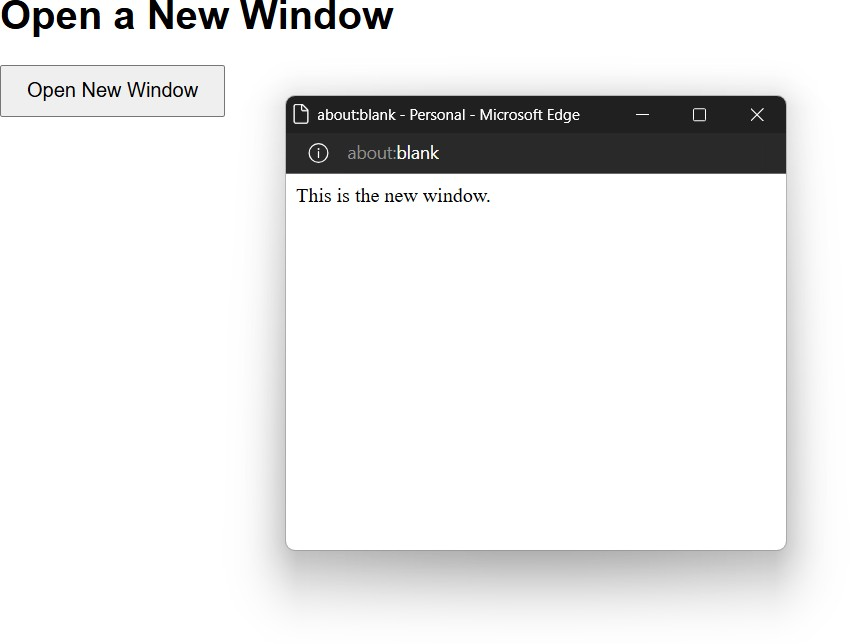 Open a New Window
Open New Window
about:blank - Personal - Microsoft Edge
about:blank
This is the new window.